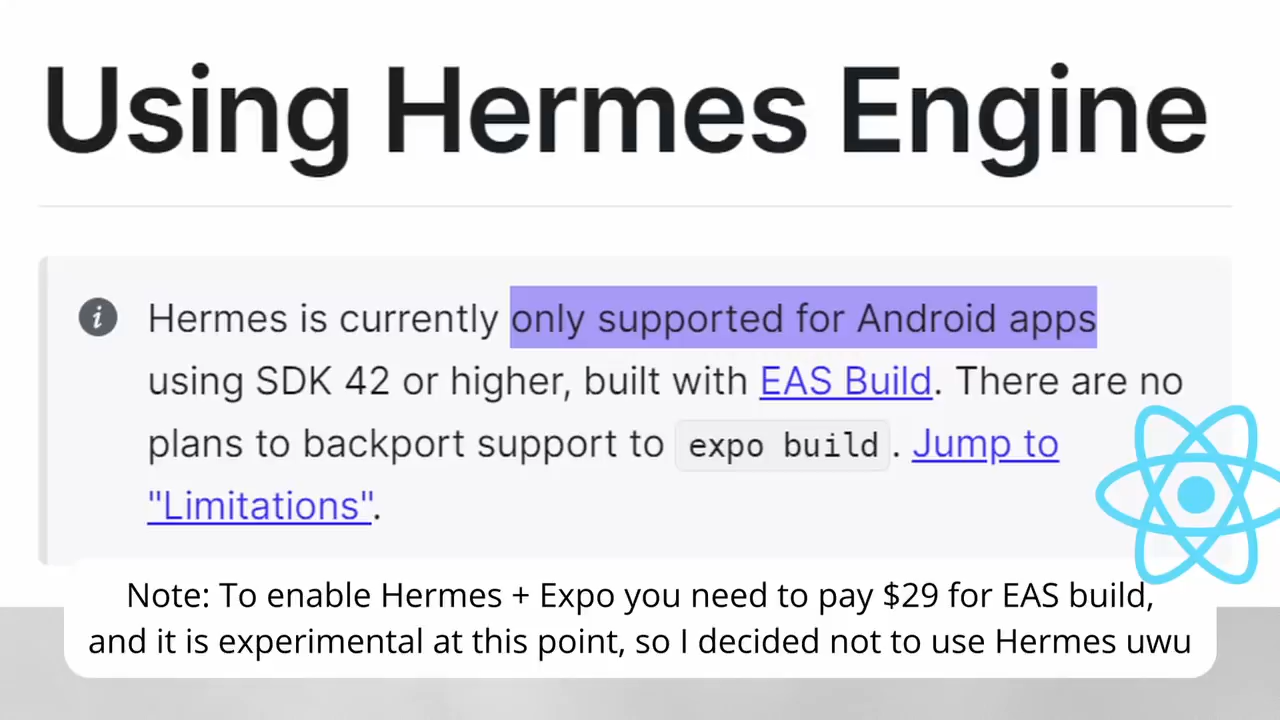 Using Hermes Engine
Hermes is currently only supported for Android apps
using SDK 42 or higher, built with EAS Build. There are no
plans to backport support to expo build. Jump to
"Limitations".
Note: To enable Hermes + Expo you need to pay $29 for EAS build,
and it is experimental at this point, so I decided not to use Hermes uwu